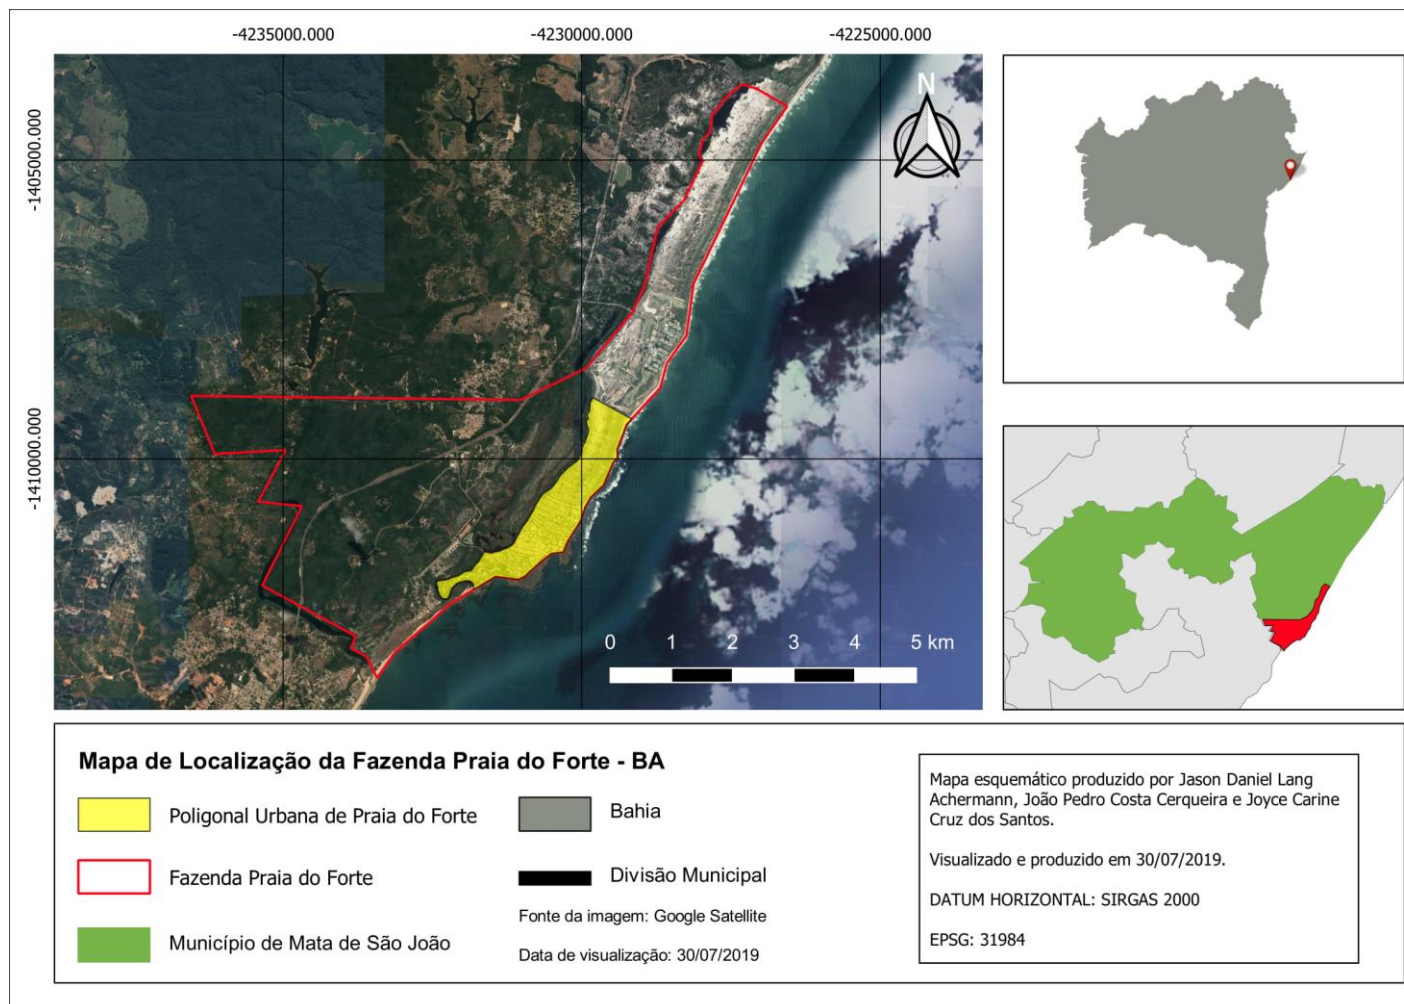 -4235000.000
-4230000.000
-4225000.000
-1405000.000
-1410000.000
N
0
1
2
3
4
5 km
Mapa de Localização da Fazenda Praia do Forte - BA
Poligonal Urbana de Praia do Forte
Fazenda Praia do Forte
Município de Mata de São João
Bahia
Divisão Municipal
Fonte da imagem: Google Satellite
Data de visualização: 30/07/2019
Mapa esquemático produzido por Jason Daniel Lang
Achermann, João Pedro Costa Cerqueira e Joyce Carine
Cruz dos Santos.
Visualizado e produzido em 30/07/2019.
DATUM HORIZONTAL: SIRGAS 2000
EPSG: 31984